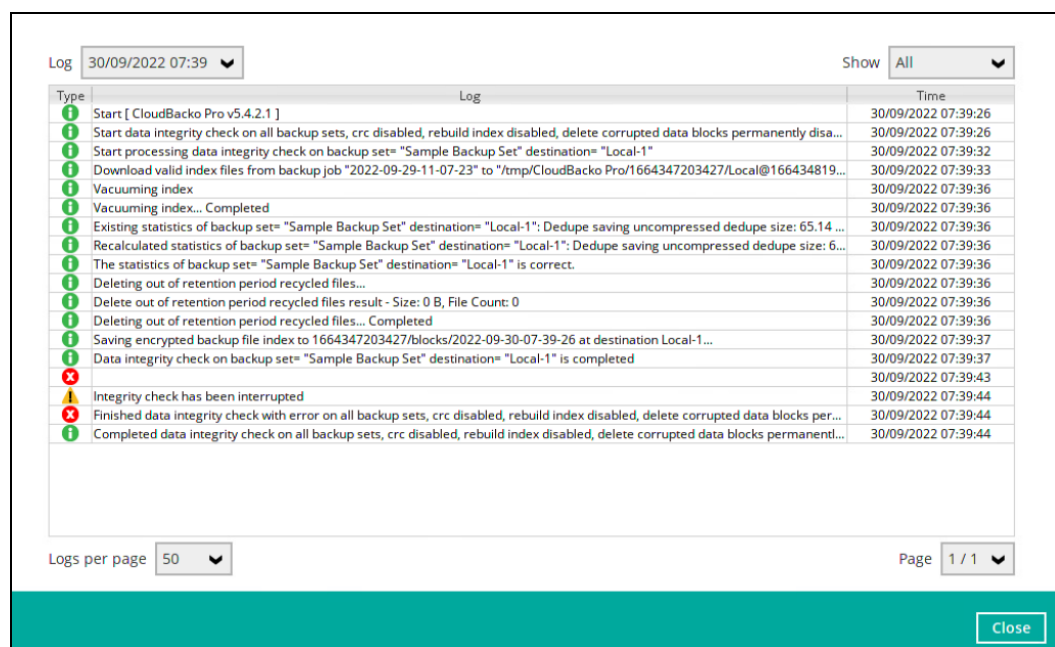 Log 30/09/2022 07:39 Show All
Type Log Time
Start [ CloudBacko Pro v5.4.2.1 ] 30/09/2022 07:39:26
Start data integrity check on all backup sets, crc disabled, rebuild index disabled, delete corrupted data blocks permanently disa... 30/09/2022 07:39:26
Start processing data integrity check on backup set= "Sample Backup Set" destination= "Local-1" 30/09/2022 07:39:32
Download valid index files from backup job "2022-09-29-11-07-23" to "/tmp/CloudBacko Pro/1664347203427/Local@166434819... 30/09/2022 07:39:33
Vacuuming index 30/09/2022 07:39:36
Vacuuming index... Completed 30/09/2022 07:39:36
Existing statistics of backup set= "Sample Backup Set" destination= "Local-1": Dedupe saving uncompressed dedupe size: 65.14 ... 30/09/2022 07:39:36
Recalculated statistics of backup set= "Sample Backup Set" destination= "Local-1": Dedupe saving uncompressed dedupe size: 6... 30/09/2022 07:39:36
The statistics of backup set= "Sample Backup Set" destination= "Local-1" is correct. 30/09/2022 07:39:36
Deleting out of retention period recycled files... 30/09/2022 07:39:36
Delete out of retention period recycled files result - Size: 0 B, File Count: 0 30/09/2022 07:39:36
Deleting out of retention period recycled files... Completed 30/09/2022 07:39:36
Saving encrypted backup file index to 1664347203427/blocks/2022-09-30-07-39-26 at destination Local-1... 30/09/2022 07:39:37
Data integrity check on backup set= "Sample Backup Set" destination= "Local-1" is completed 30/09/2022 07:39:37
30/09/2022 07:39:43
Integrity check has been interrupted 30/09/2022 07:39:44
Finished data integrity check with error on all backup sets, crc disabled, rebuild index disabled, delete corrupted data blocks per... 30/09/2022 07:39:44
Completed data integrity check on all backup sets, crc disabled, rebuild index disabled, delete corrupted data blocks permanentl... 30/09/2022 07:39:44
Logs per page 50 Page 1 / 1
Close